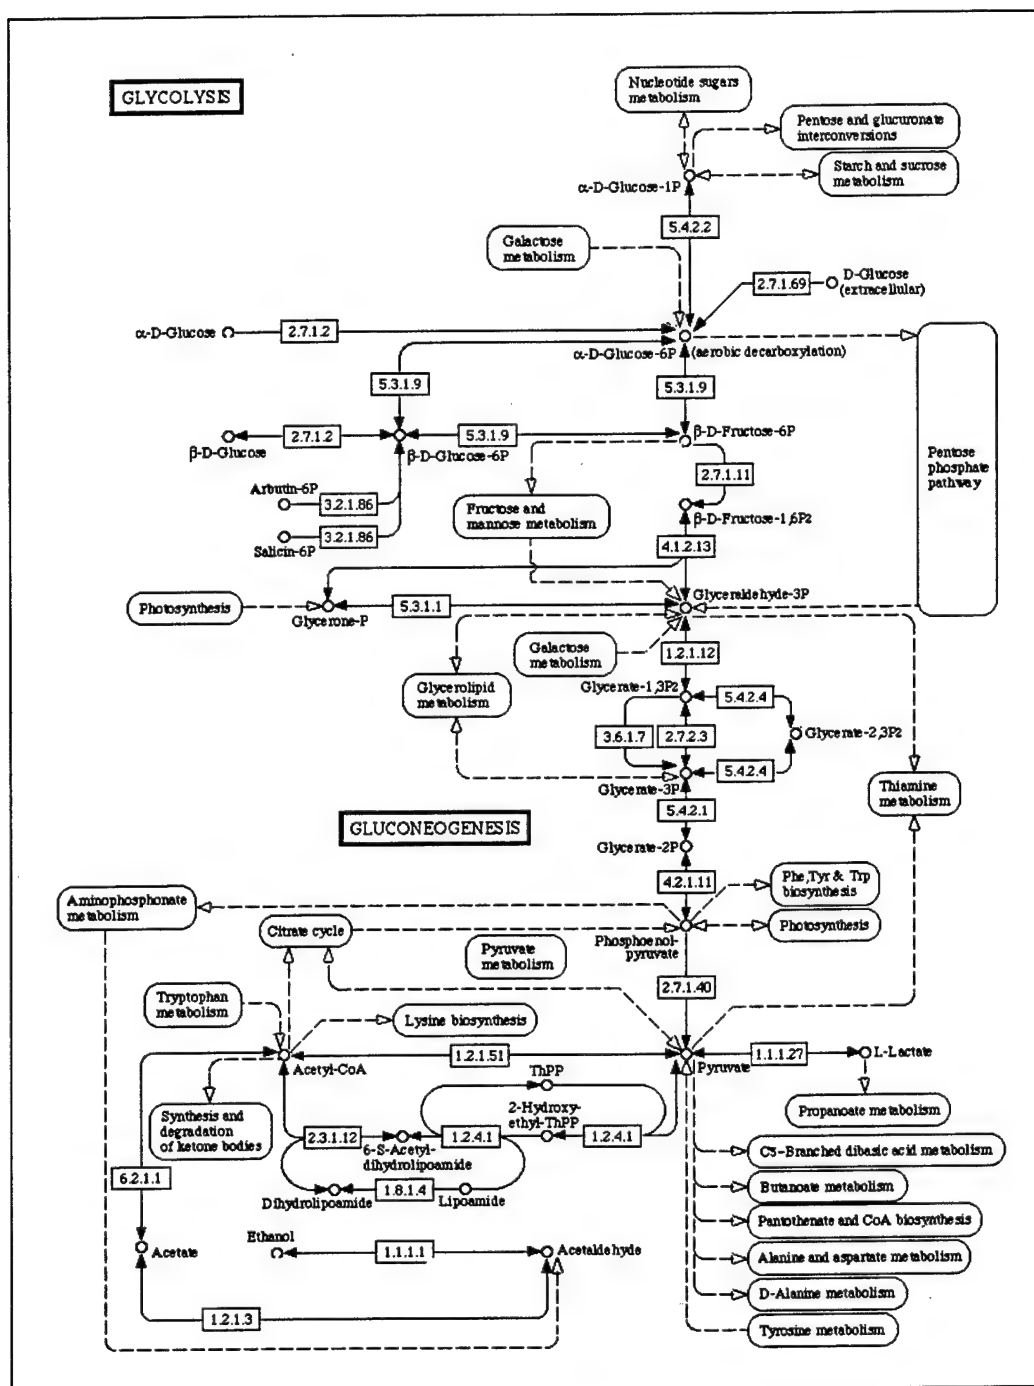 GLYCOLYSIS
Nucleotide sugars
metabolism
Pentose and glucuronate
interconversions
Starch and sucrose
metabolism
α-D-Glucose-1P
5.4.2.2
Galactose
metabolism
2.7.1.69
D-Glucose
(extracellular)
α-D-Glucose
2.7.1.2
α-D-Glucose-6P
(aerobic decarboxylation)
5.3.1.9
5.3.1.9
β-D-Glucose
2.7.1.2
5.3.1.9
β-D-Glucose-6P
β-D-Fructose-6P
Pentose
phosphate
pathway
2.7.1.11
Arbutin-6P
3.2.1.86
Fructose and
mannose metabolism
β-D-Fructose-1,6P2
3.2.1.86
Salicin-6P
4.1.2.13
Photosynthesis
Glycerone-P
5.3.1.1
Glyceraldehyde-3P
Galactose
metabolism
1.2.1.12
Glycerolipid
metabolism
Glycerate-1,3P2
5.4.2.4
3.6.1.7
2.7.2.3
Glycerate-2,3P2
5.4.2.4
Glycerate-3P
Thiamine
metabolism
5.4.2.1
GLUCONEOGENESIS
Glycerate-2P
4.2.1.11
Phe,Tyr & Trp
biosynthesis
Aminophosphonate
metabolism
Citrate cycle
Photosynthesis
Phosphoenol-
pyruvate
Pyruvate
metabolism
2.7.1.40
Tryptophan
metabolism
Lysine biosynthesis
Acetyl-CoA
1.2.1.51
Pyruvate
1.1.1.27
L-Lactate
ThPP
Synthesis and
degradation
of ketone bodies
2-Hydroxy-
ethyl-ThPP
Propanoate metabolism
2.3.1.12
1.2.4.1
1.2.4.1
6-S-Acetyl-
dihydrolipoamide
C5-Branched dibasic acid metabolism
6.2.1.1
Dihydrolipoamide
1.8.1.4
Lipoamide
Butanoate metabolism
Pantothenate and CoA biosynthesis
Acetate
Ethanol
1.1.1.1
Acetaldehyde
Alanine and aspartate metabolism
D-Alanine metabolism
1.2.1.3
Tyrosine metabolism